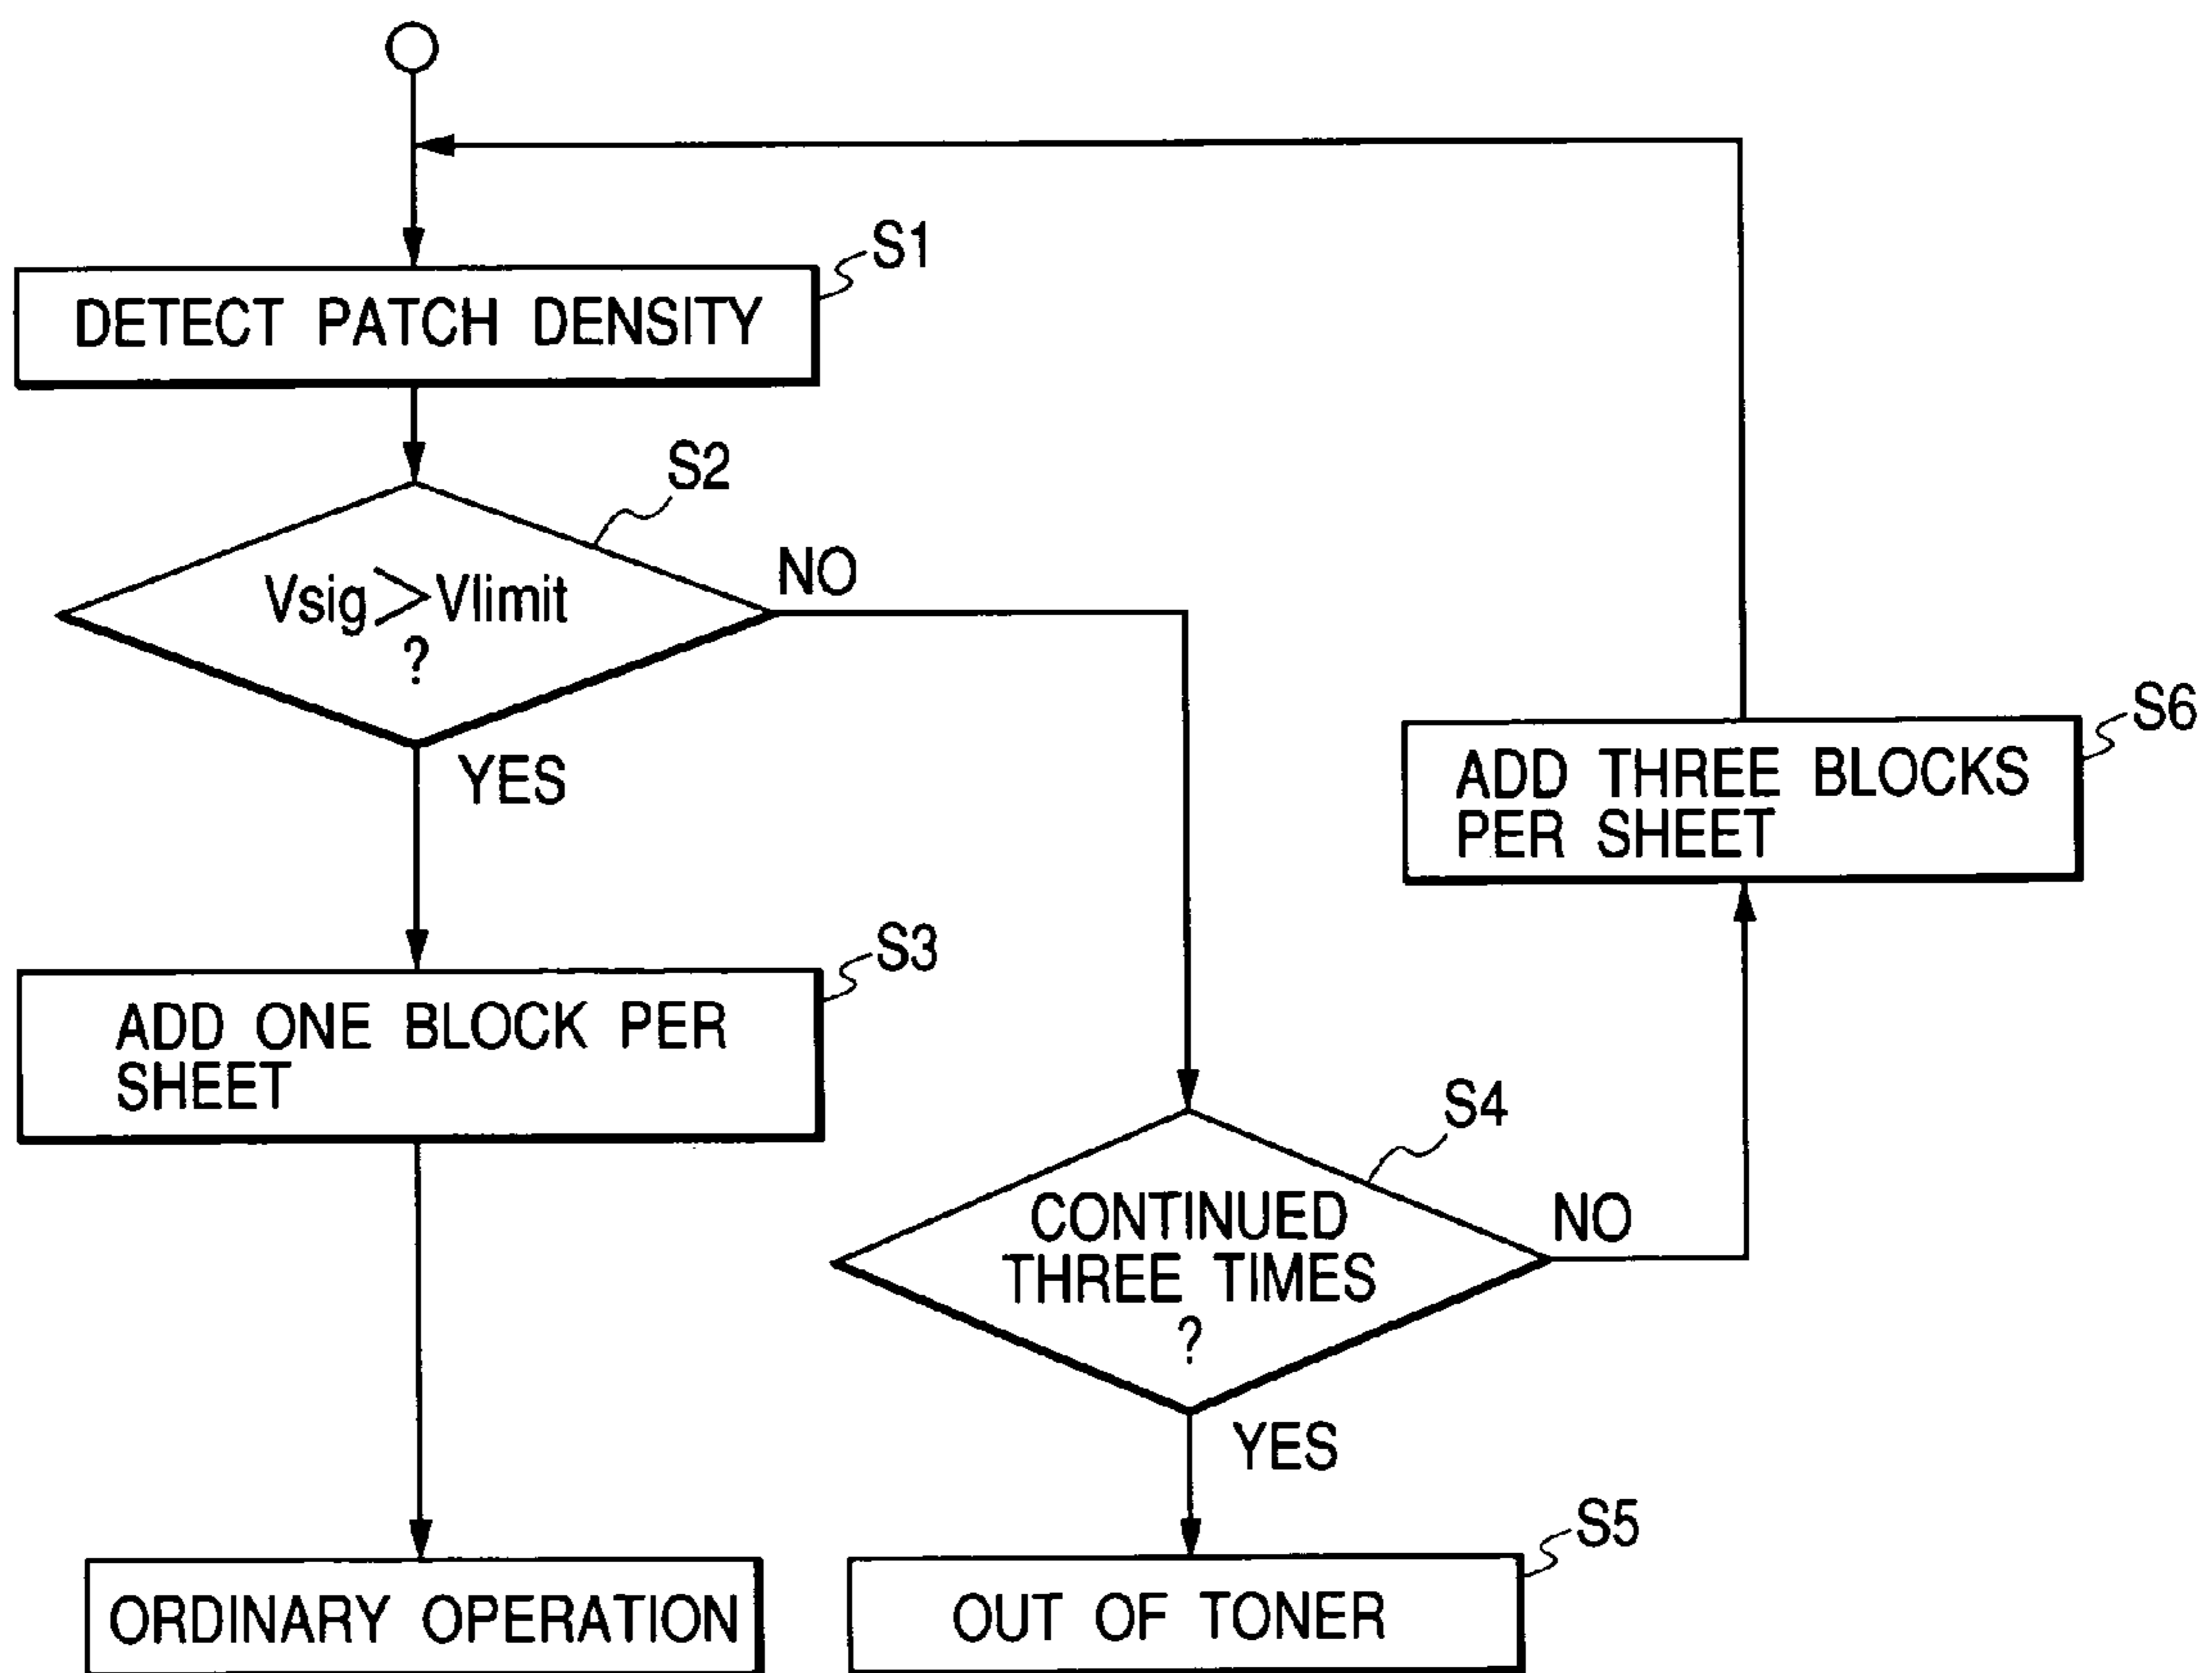 S1
DETECT PATCH DENSITY
S2
Vsig>Vlimit
?
NO
YES
S6
ADD THREE BLOCKS
PER SHEET
S3
ADD ONE BLOCK PER
SHEET
S4
CONTINUED
THREE TIMES
?
NO
YES
S5
ORDINARY OPERATION
OUT OF TONER